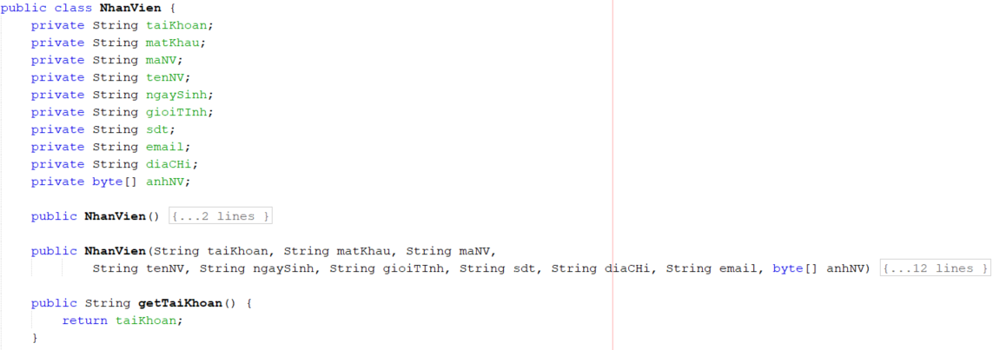 public class NhanVien {
private String taiKhoan;
private String matKhau;
private String maNV;
private String tenNV;
private String ngaySinh;
private String gioiTInh;
private String sdt;
private String email;
private String diaCHi;
private byte[] anhNV;
public NhanVien() {...2 lines }
public NhanVien(String taiKhoan, String matKhau, String maNV,
String tenNV, String ngaySinh, String gioiTInh, String sdt, String diaCHi, String email, byte[] anhNV) {...12 lines }
public String getTaiKhoan() {
return taiKhoan;
}